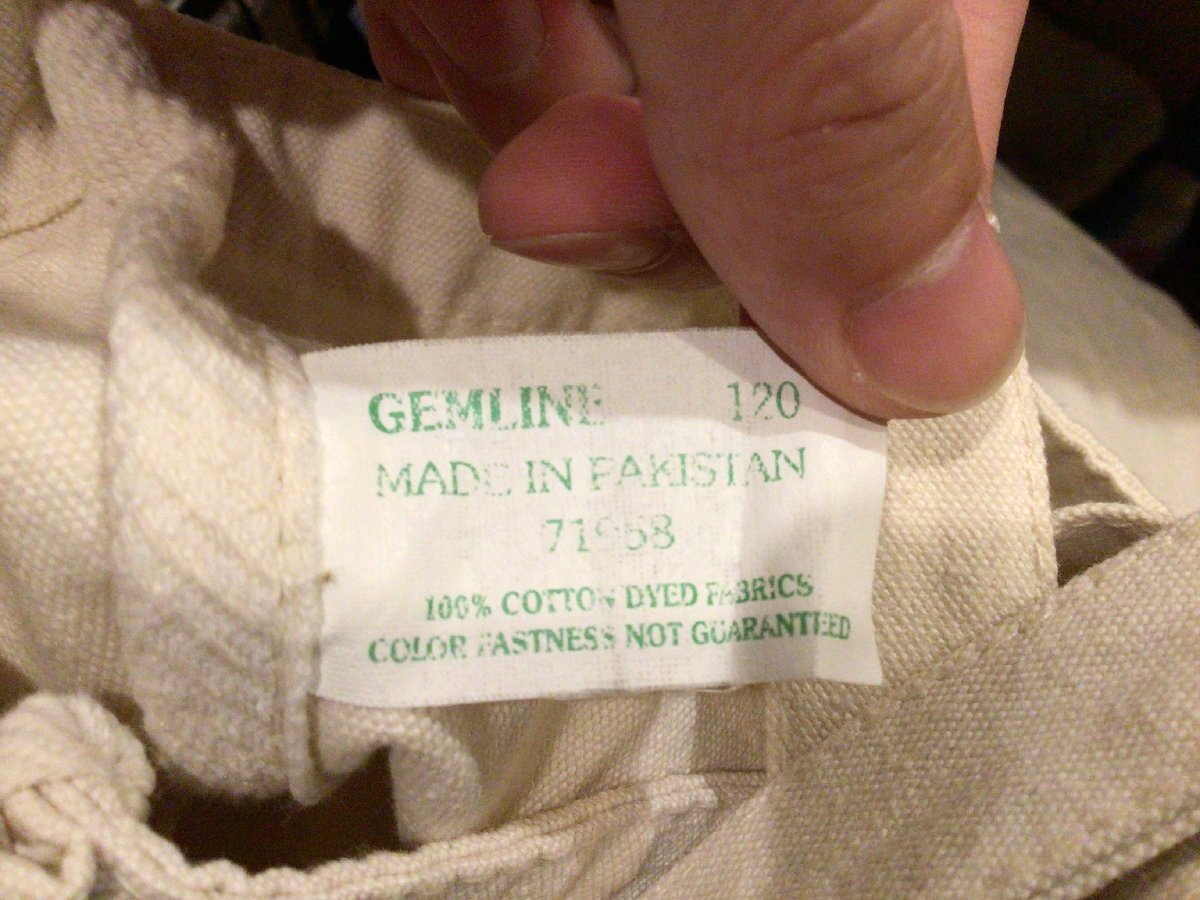 GEMLINE 120
MADE IN PAKISTAN
100% COTTON DYED FABRICS
COLOR FASTNESS NOT GUARANTEED